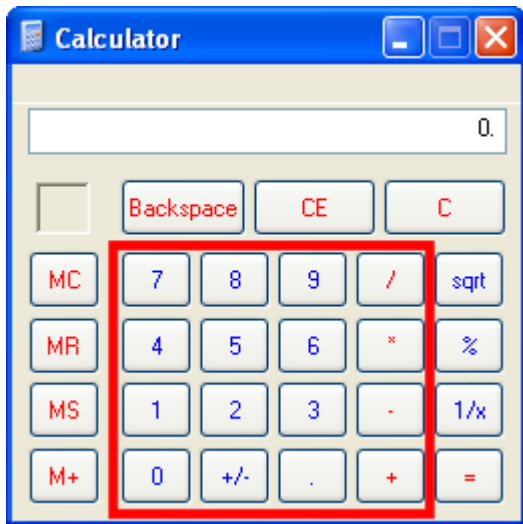 Calculator
0.
Backspace CE C
MC 7 8 9 / sqrt
MR 4 5 6 * %
MS 1 2 3 - 1/x
M+ 0 +/- . + =